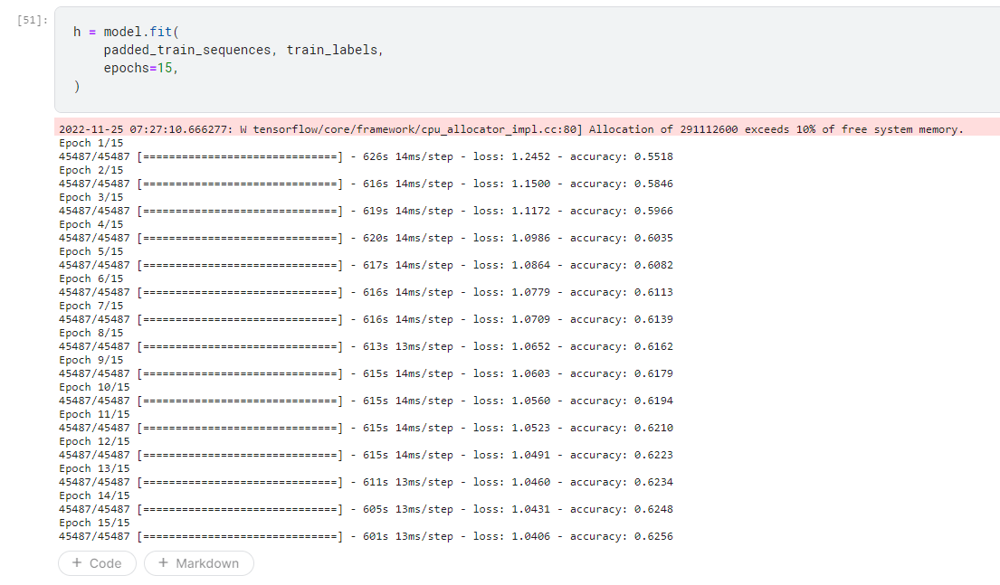 [51]:
h = model.fit(
    padded_train_sequences, train_labels,
    epochs=15,
)
2022-11-25 07:27:10.666277: W tensorflow/core/framework/cpu_allocator_impl.cc:80] Allocation of 291112600 exceeds 10% of free system memory.
Epoch 1/15
45487/45487 [==============================] - 626s 14ms/step - loss: 1.2452 - accuracy: 0.5518
Epoch 2/15
45487/45487 [==============================] - 616s 14ms/step - loss: 1.1500 - accuracy: 0.5846
Epoch 3/15
45487/45487 [==============================] - 619s 14ms/step - loss: 1.1172 - accuracy: 0.5966
Epoch 4/15
45487/45487 [==============================] - 620s 14ms/step - loss: 1.0986 - accuracy: 0.6035
Epoch 5/15
45487/45487 [==============================] - 617s 14ms/step - loss: 1.0864 - accuracy: 0.6082
Epoch 6/15
45487/45487 [==============================] - 616s 14ms/step - loss: 1.0779 - accuracy: 0.6113
Epoch 7/15
45487/45487 [==============================] - 616s 14ms/step - loss: 1.0709 - accuracy: 0.6139
Epoch 8/15
45487/45487 [==============================] - 613s 13ms/step - loss: 1.0652 - accuracy: 0.6162
Epoch 9/15
45487/45487 [==============================] - 615s 14ms/step - loss: 1.0603 - accuracy: 0.6179
Epoch 10/15
45487/45487 [==============================] - 615s 14ms/step - loss: 1.0560 - accuracy: 0.6194
Epoch 11/15
45487/45487 [==============================] - 615s 14ms/step - loss: 1.0523 - accuracy: 0.6210
Epoch 12/15
45487/45487 [==============================] - 615s 14ms/step - loss: 1.0491 - accuracy: 0.6223
Epoch 13/15
45487/45487 [==============================] - 611s 13ms/step - loss: 1.0460 - accuracy: 0.6234
Epoch 14/15
45487/45487 [==============================] - 605s 13ms/step - loss: 1.0431 - accuracy: 0.6248
Epoch 15/15
45487/45487 [==============================] - 601s 13ms/step - loss: 1.0406 - accuracy: 0.6256
+ Code + Markdown